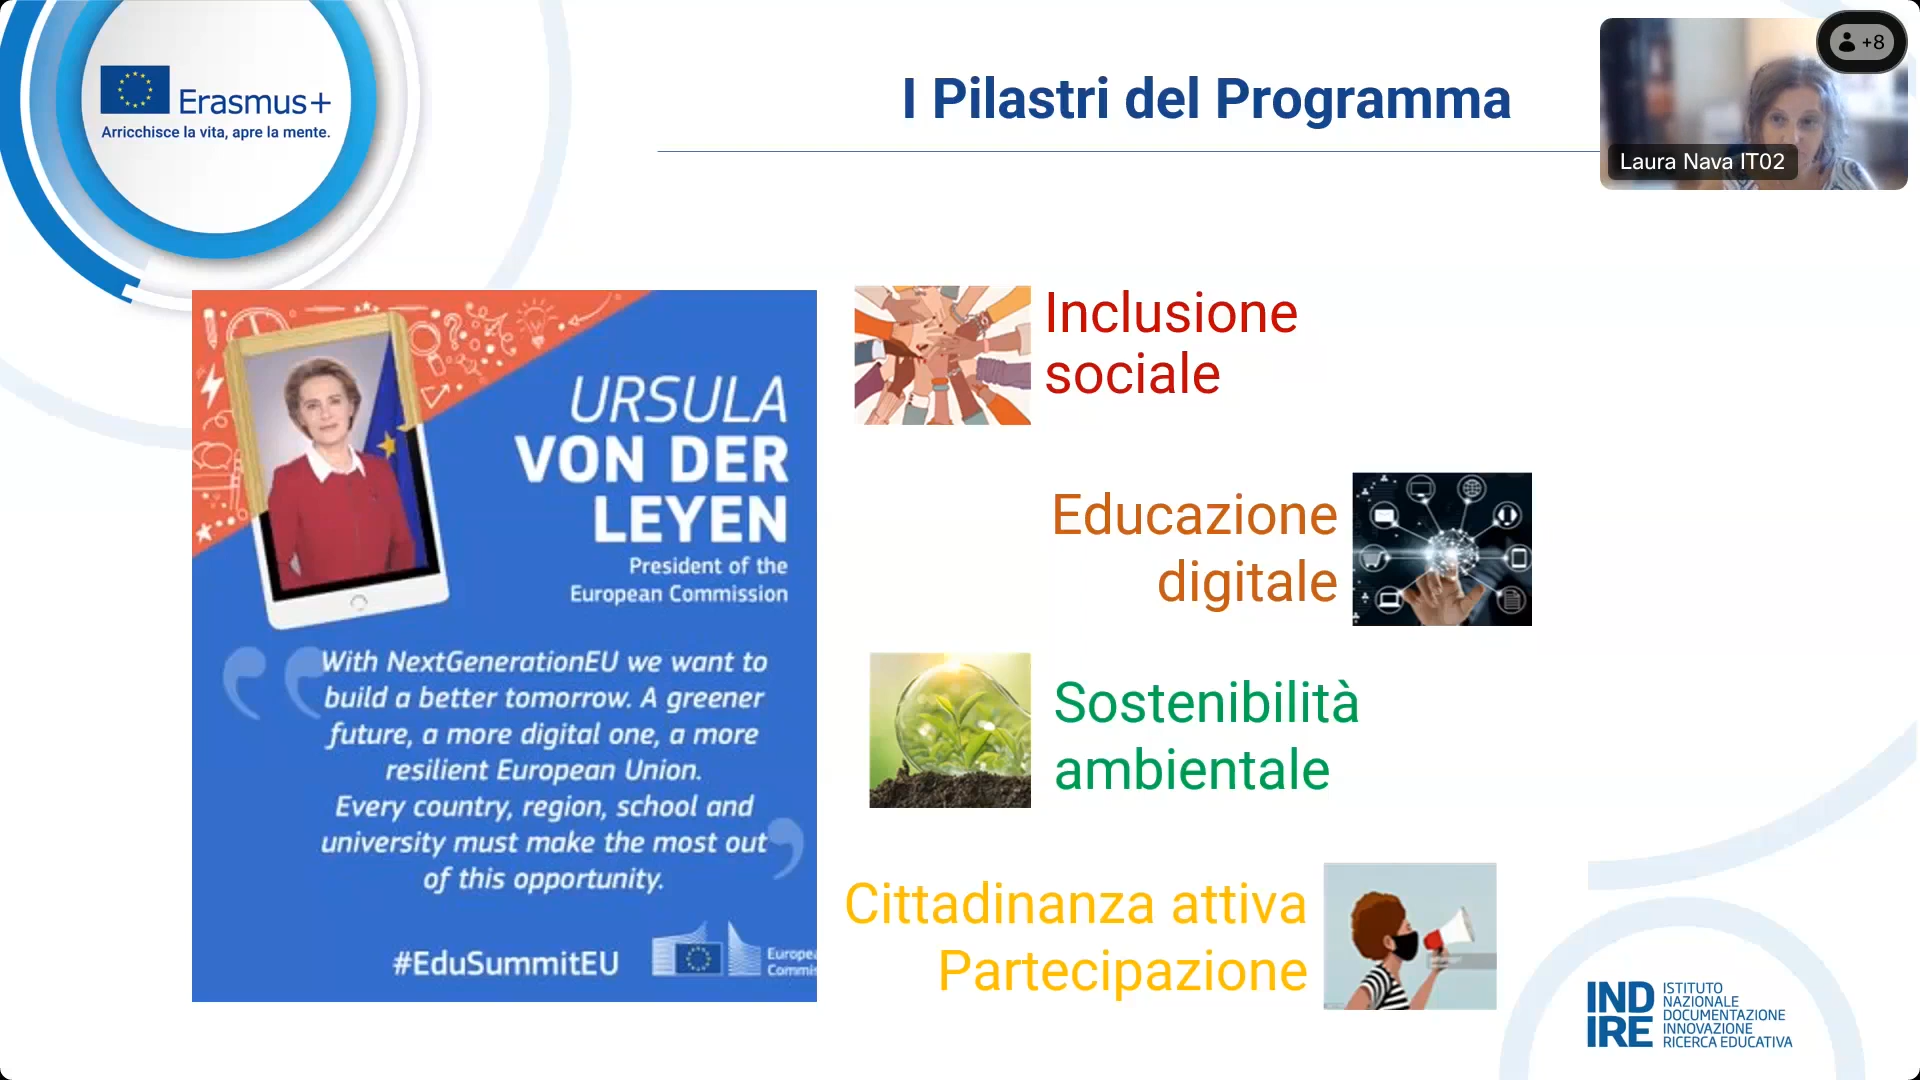 Erasmus+
Arricchisce la vita, apre la mente.
I Pilastri del Programma
+8
Laura Nava IT02
URSULA
VON DER
LEYEN
President of the
European Commission
With NextGenerationEU we want to
build a better tomorrow. A greener
future, a more digital one, a more
resilient European Union.
Every country, region, school and
university must make the most out
of this opportunity.
#EduSummitEU
Inclusione
sociale
Educazione
digitale
Sostenibilità
ambientale
Cittadinanza attiva
Partecipazione
IND
IRE
ISTITUTO
NAZIONALE
DOCUMENTAZIONE
INNOVAZIONE
RICERCA EDUCATIVA